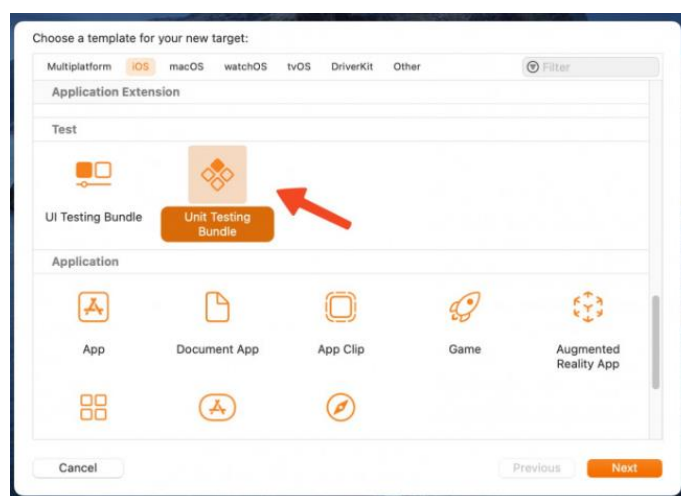 Choose a template for your new target:
Multiplatform iOS macOS watchOS tvOS DriverKit Other Filter
Application Extension
Test
UI Testing Bundle
Unit Testing
Bundle
Application
App
Document App
App Clip
Game
Augmented
Reality App
Cancel
Previous
Next